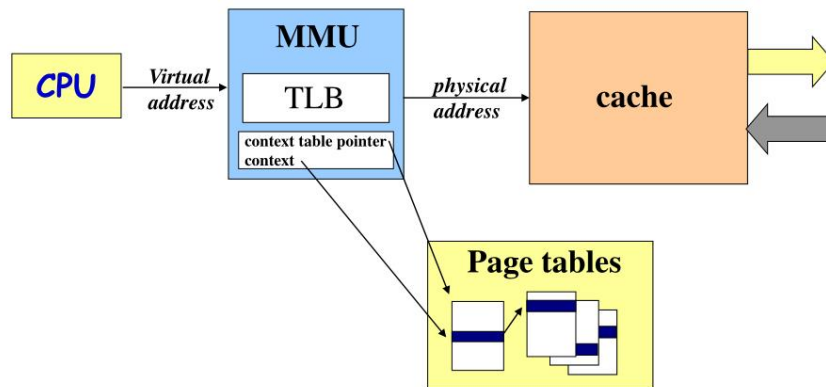 MMU
CPU
Virtual
address
TLB
physical
address
cache
context table pointer
context
Page tables